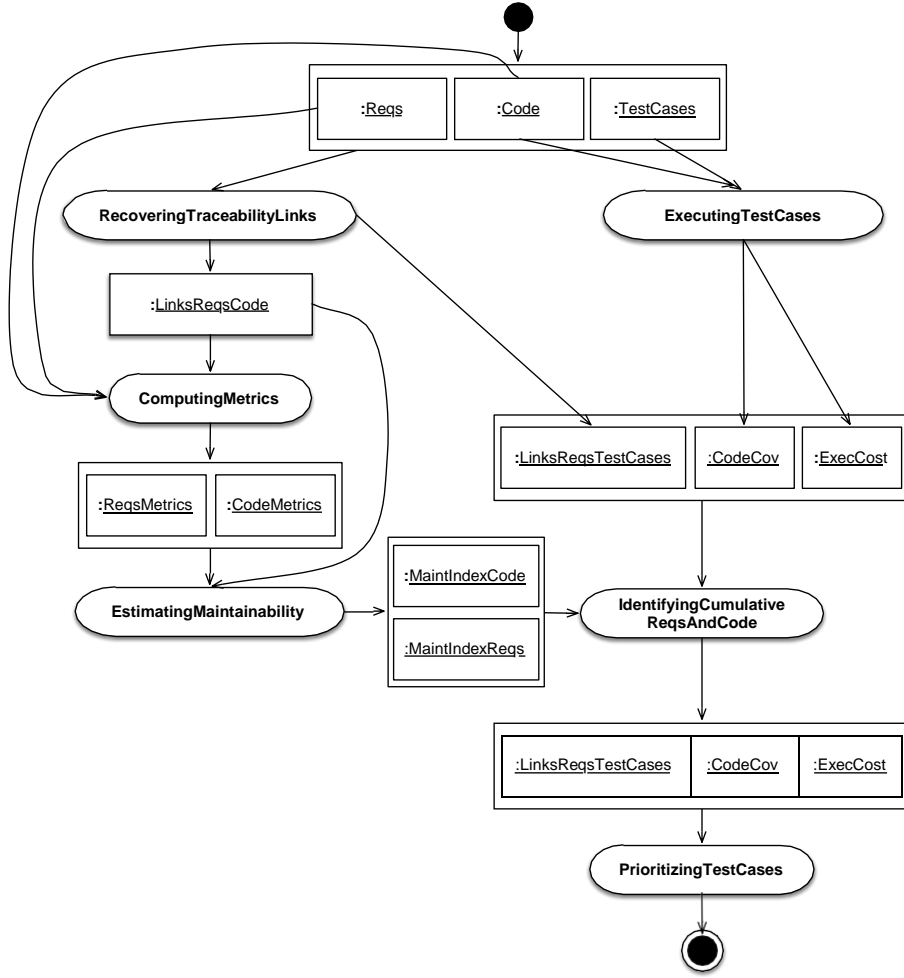 :Reqs
:Code
:TestCases
RecoveringTraceabilityLinks
ExecutingTestCases
:LinksReqsCode
ComputingMetrics
:LinksReqsTestCases
:CodeCov
:ExecCost
:ReqsMetrics
:CodeMetrics
:MaintIndexCode
EstimatingMaintainability
IdentifyingCumulative
ReqsAndCode
:MaintIndexReqs
:LinksReqsTestCases
:CodeCov
:ExecCost
PrioritizingTestCases